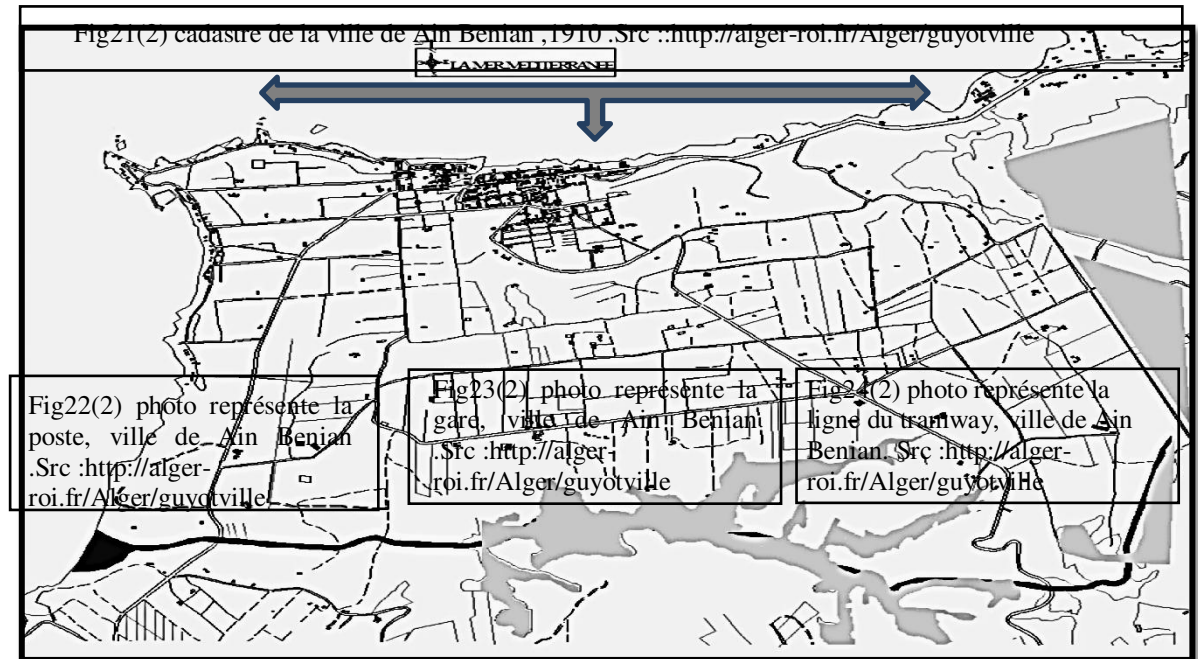 Fig21(2) cadastre de la ville de Ain Benian ,1910 .Src ::http://alger-roi.fr/Alger/guyotville
LA MER MEDITERRANEE
Fig22(2) photo représente la
poste, ville de Ain Benian
.Src :http://alger-
roi.fr/Alger/guyotville
Fig23(2) photo représente la
gare, ville de Ain Benian
.Src :http://alger-
roi.fr/Alger/guyotville
Fig24(2) photo représente la
ligne du tramway, ville de Ain
Benian. Src :http://alger-
roi.fr/Alger/guyotville